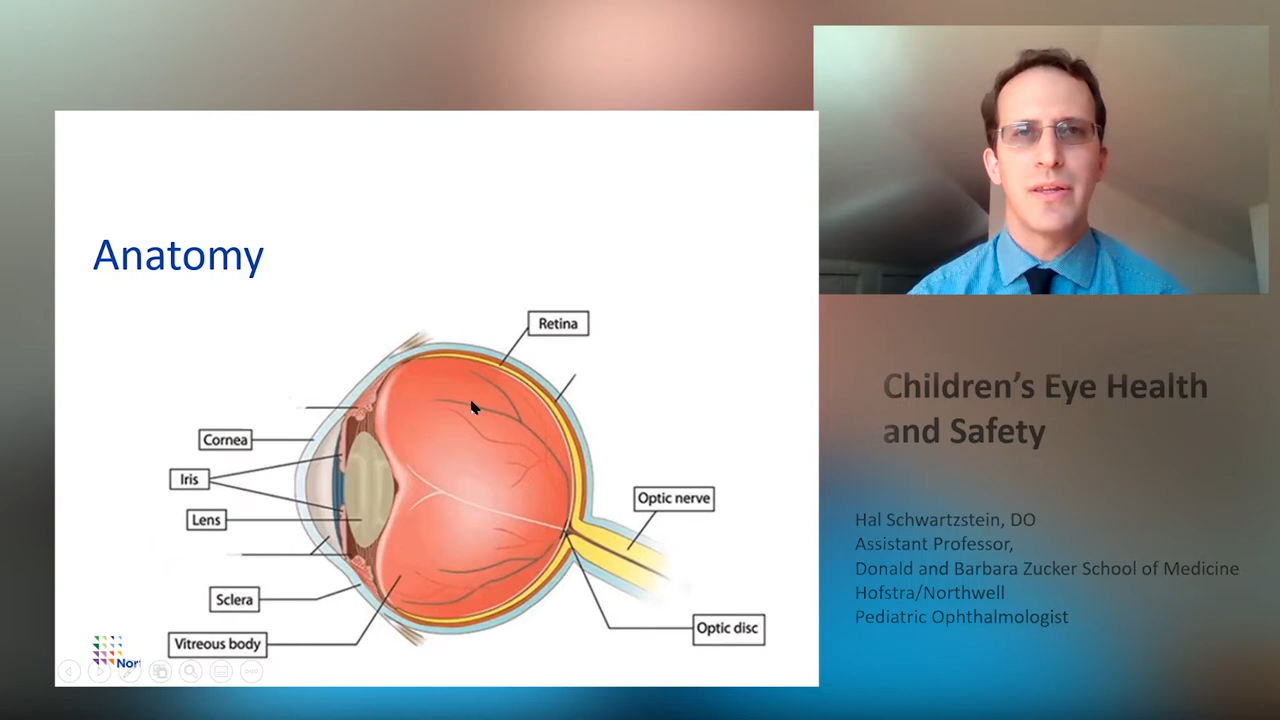 Anatomy
Retina
Cornea
Iris
Lens
Optic nerve
Sclera
Optic disc
Vitreous body
Nor
Children’s Eye Health
and Safety
Hal Schwartzstein, DO
Assistant Professor,
Donald and Barbara Zucker School of Medicine
Hofstra/Northwell
Pediatric Ophthalmologist